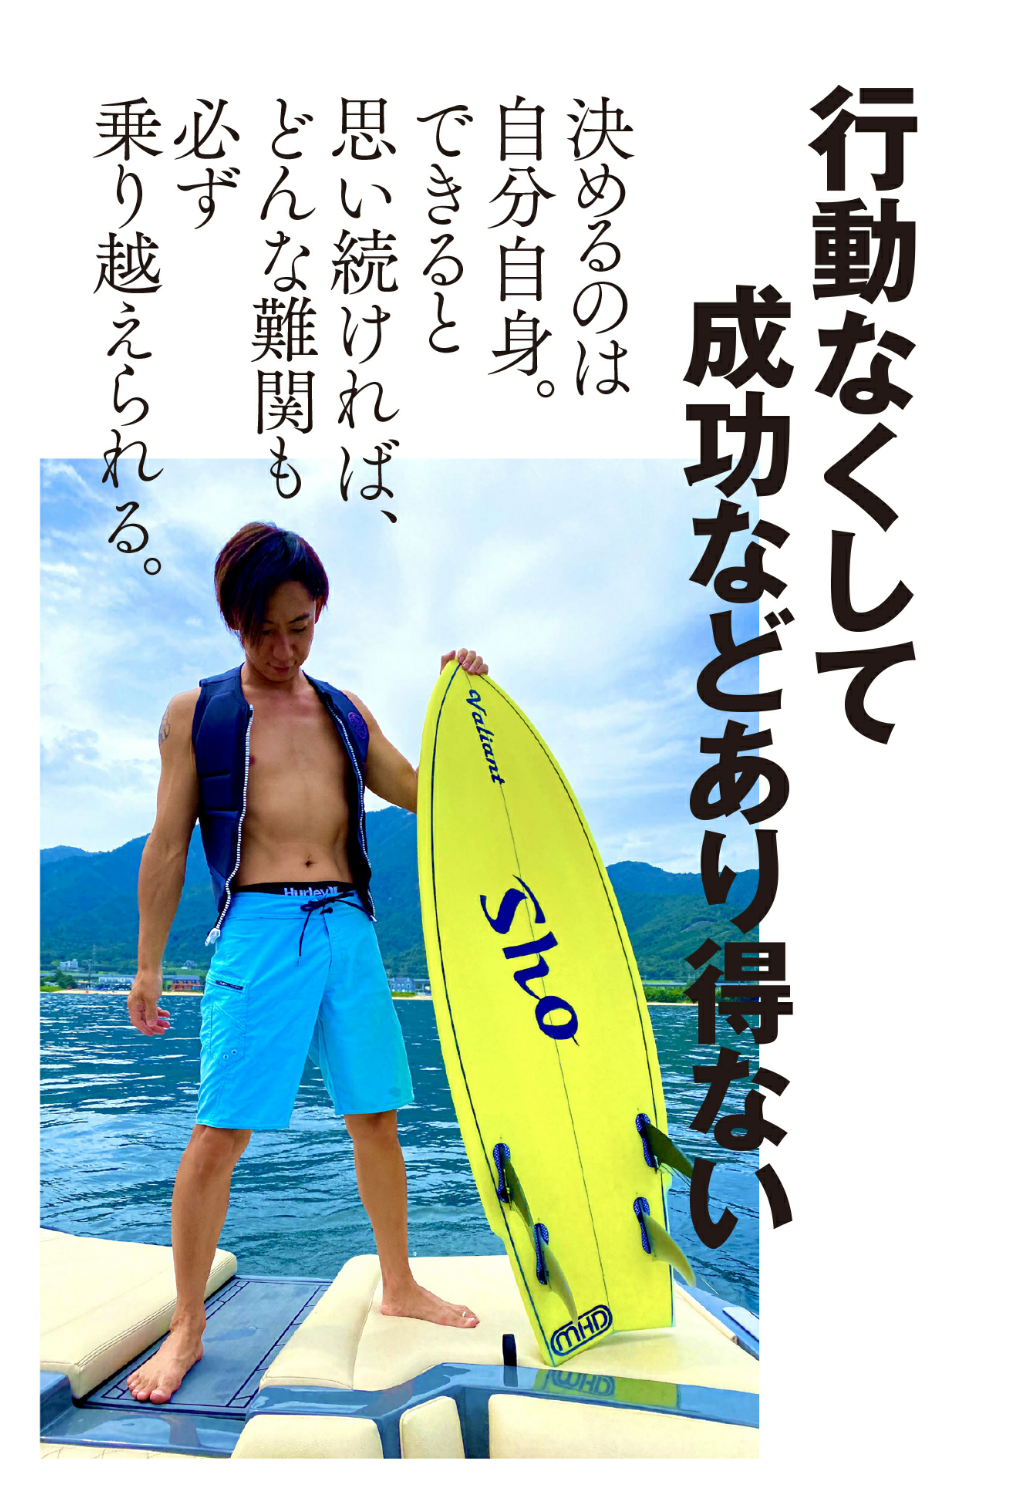 行動なくして
成功などあり得ない
決めるのは
自分自身。
できると
思い続ければ、
どんな難関も
必ず
乗り越えられる。
Valiant
Sho
MHD
Hurley